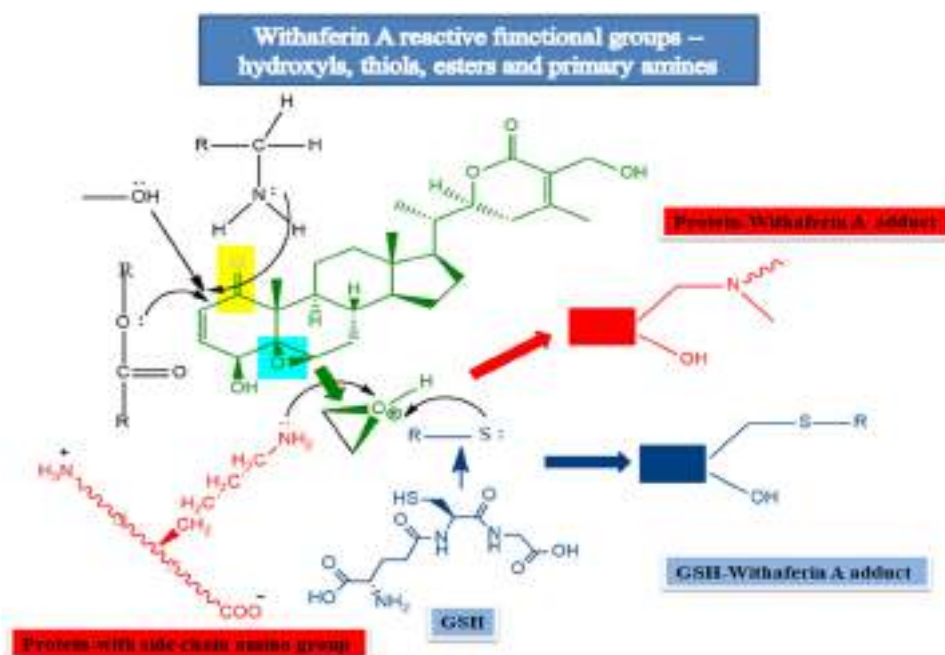 Withaferin A reactive functional groups –
hydroxyls, thiols, esters and primary amines
H
R
C
H
N:
H
H
OH
O
O
OH
H
R
O:
C
O
R
H
H
H
O
OH
Protein-Withaferin A adduct
N
OH
H
O
⊕
R
S:
NH₂
H₂C
CH₂
H₂C
CH₂
+
H₃N
COO⁻
S
R
OH
HS
O
O
N
H
N
H
O
OH
O
HO
NH₂
O
GSH
GSH-Withaferin A adduct
Protein with side-chain amino group